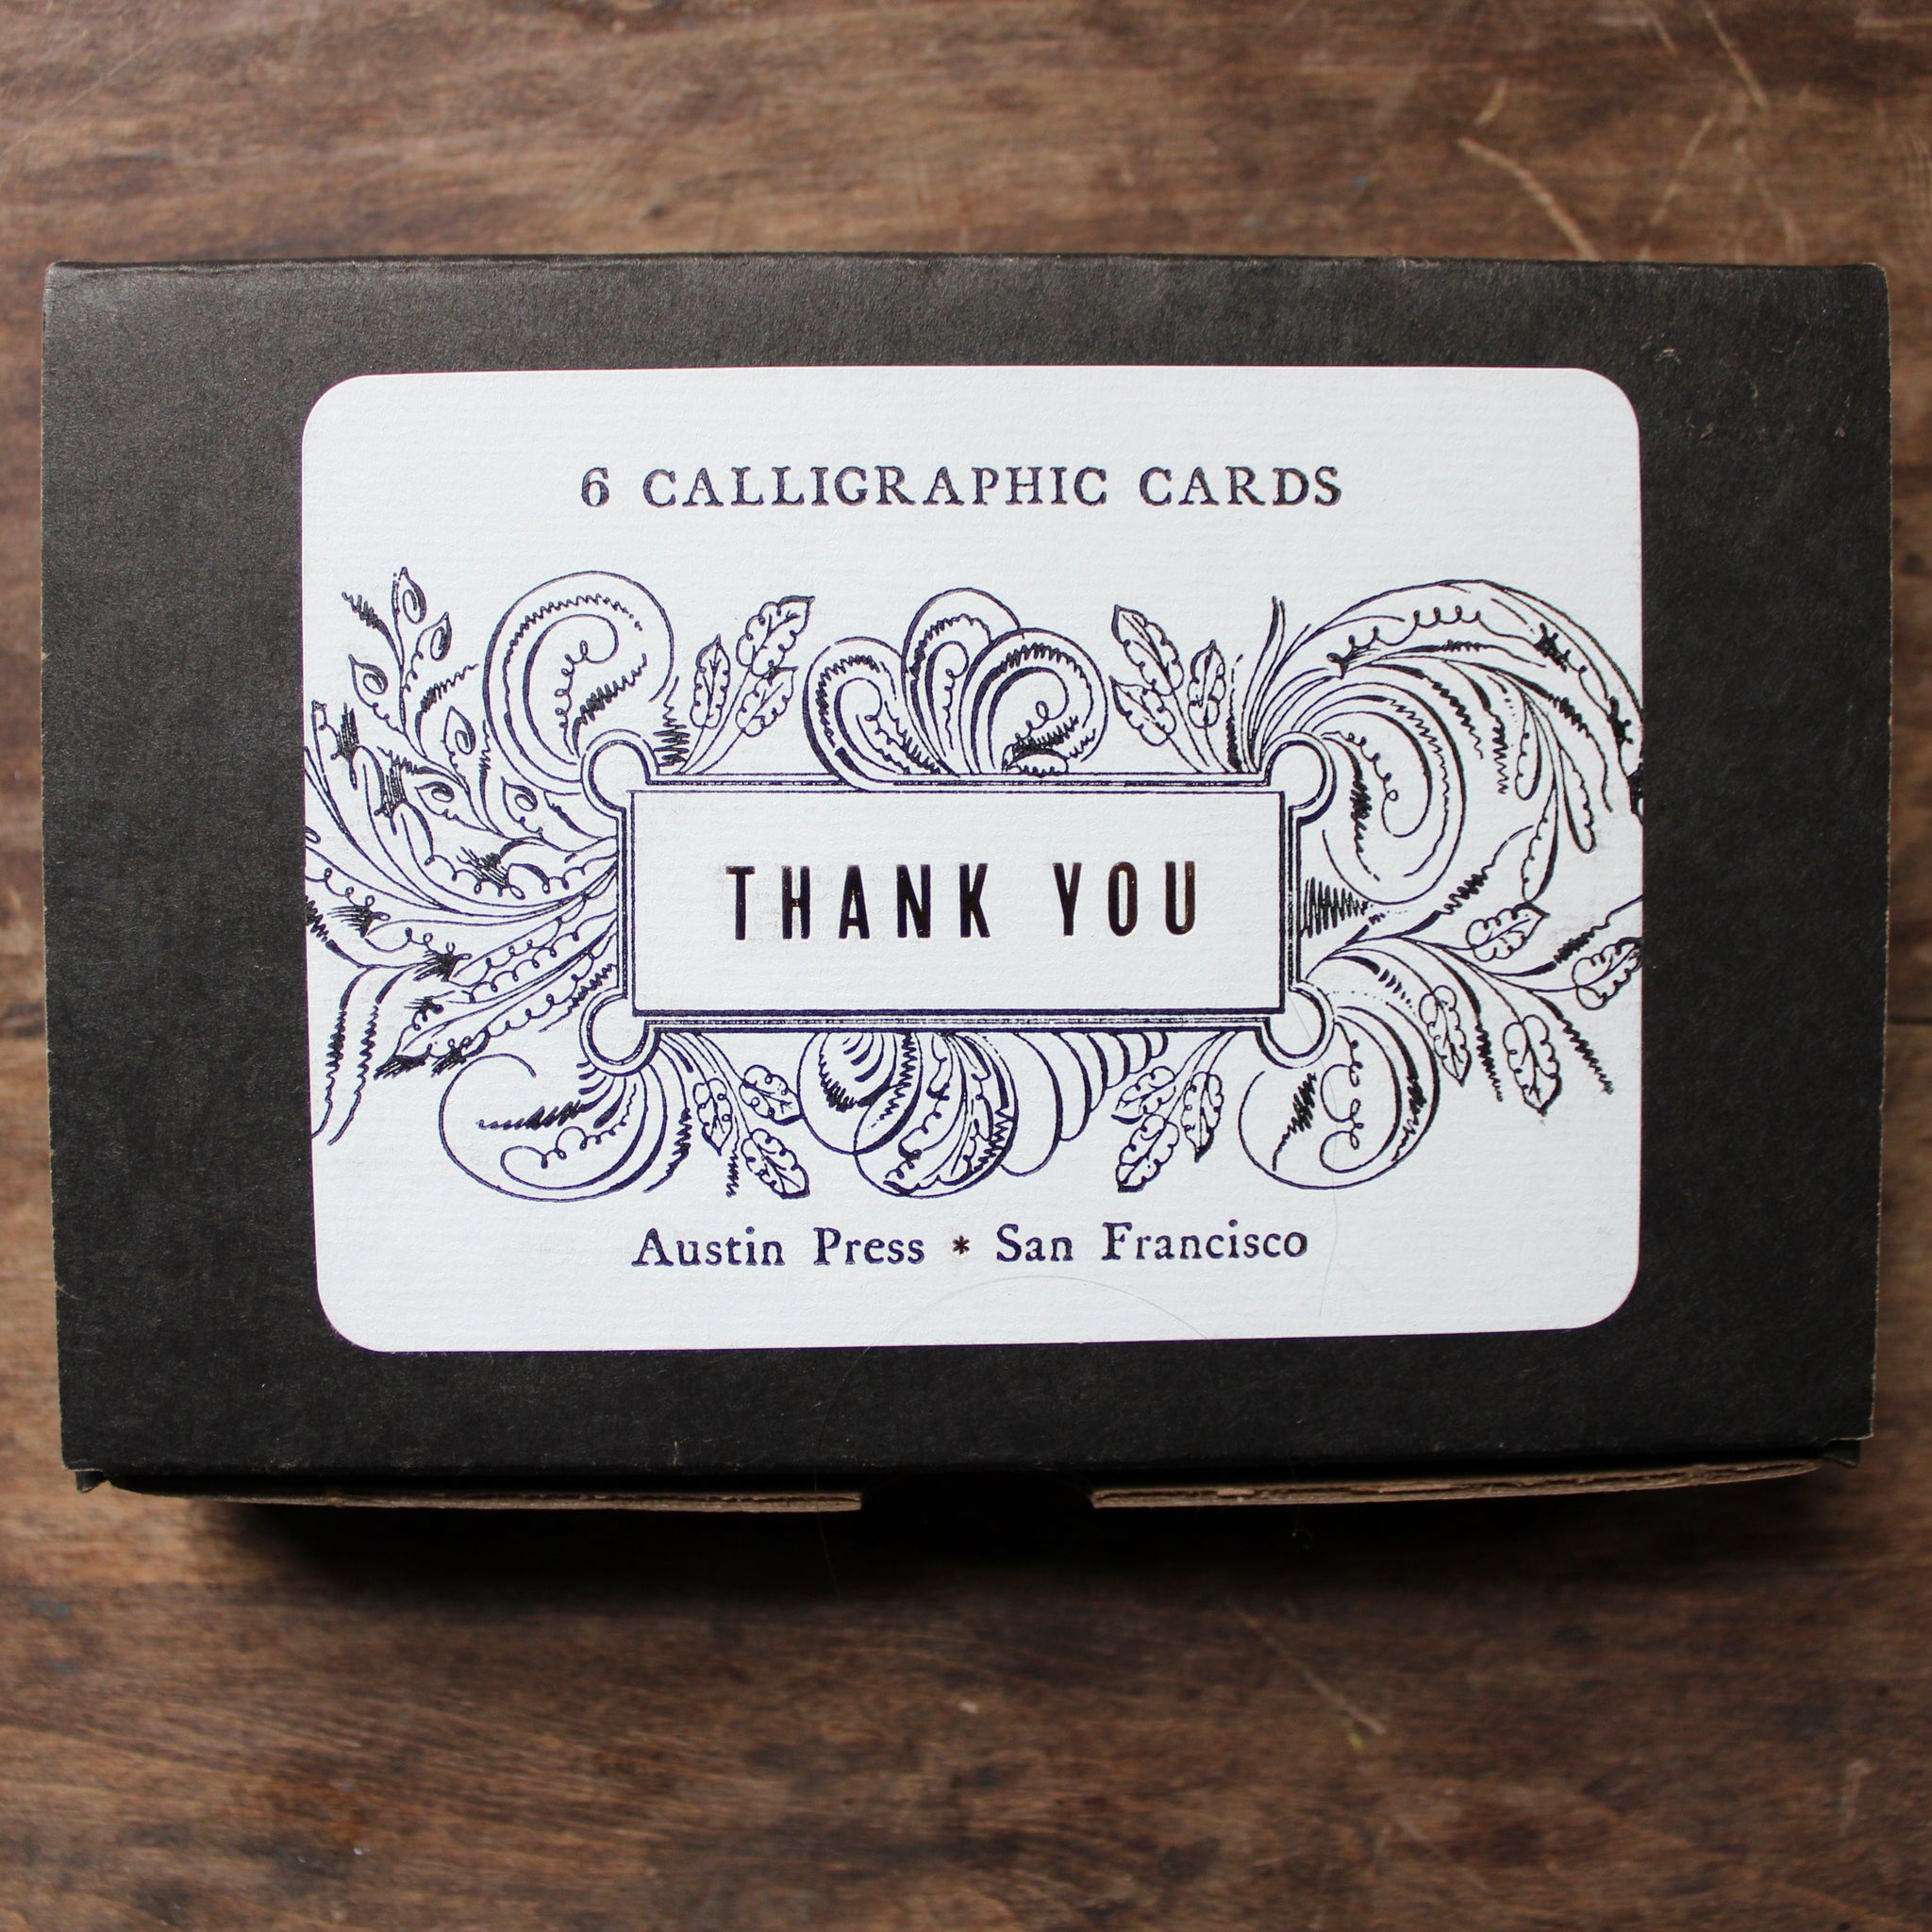 6 CALLIGRAPHIC CARDS
THANK YOU
Austin Press * San Francisco